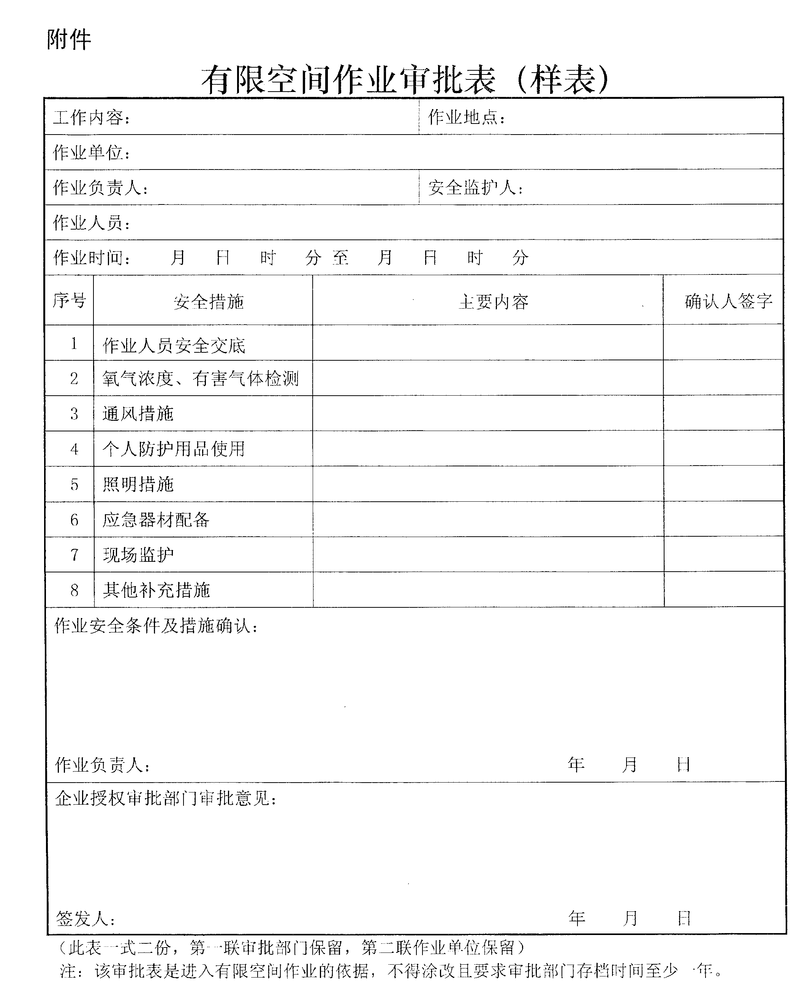 附件
有限空间作业审批表（样表）
工作内容： 作业地点：
作业单位：
作业负责人： 安全监护人：
作业人员：
作业时间： 月 日 时 分 至 月 日 时 分
序号 安全措施 主要内容 确认人签字
1 作业人员安全交底
2 氧气浓度、有害气体检测
3 通风措施
4 个人防护用品使用
5 照明措施
6 应急器材配备
7 现场监护
8 其他补充措施
作业安全条件及措施确认：
作业负责人： 年 月 日
企业授权审批部门审批意见：
签发人： 年 月 日
（此表一式二份，第一联审批部门保留，第二联作业单位保留）
注：该审批表是进入有限空间作业的依据，不得涂改且要求审批部门存档时间至少一年。